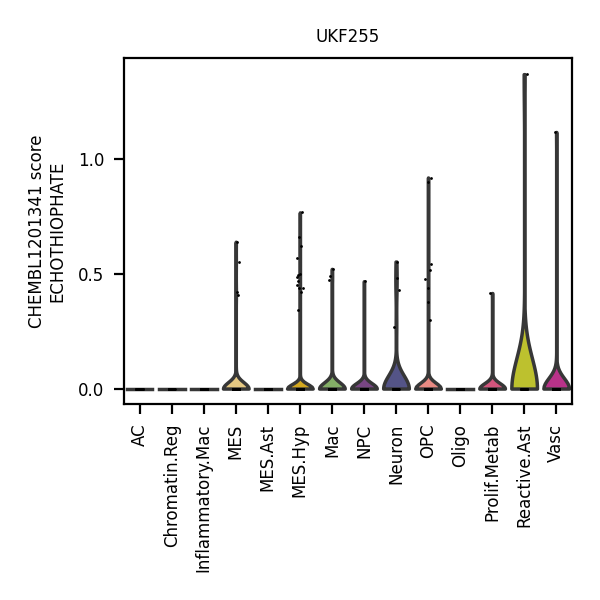 UKF255
CHEMBL1201341 score
ECHOTHIOPHATE
1.0
0.5
0.0
AC
Chromatin.Reg
Inflammatory.Mac
MES
MES.Ast
MES.Hyp
Mac
NPC
Neuron
OPC
Oligo
Prolif.Metab
Reactive.Ast
Vasc